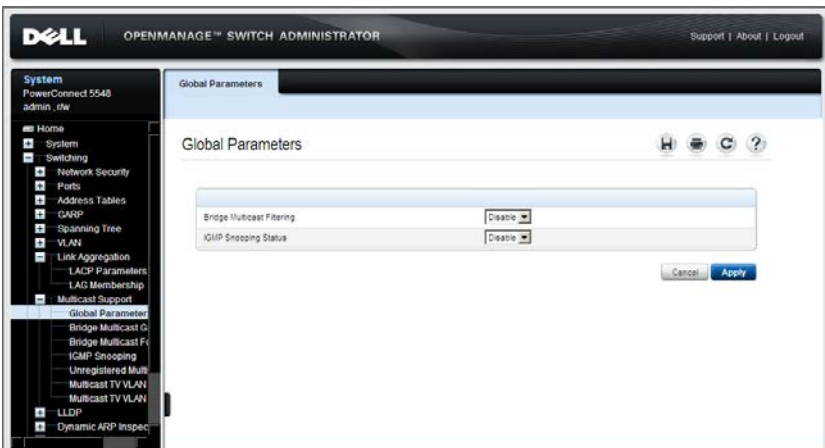 DELL
OPENMANAGE™ SWITCH ADMINISTRATOR
Support | About | Logout
System
PowerConnect 5548
admin , r/w
Home
System
Switching
Network Security
Ports
Address Tables
GARP
Spanning Tree
VLAN
Link Aggregation
LACP Parameters
LAG Membership
Multicast Support
Global Parameter
Bridge Multicast G
Bridge Multicast Fo
IGMP Snooping
Unregistered Multi
Multicast TV VLAN
Multicast TV VLAN
LLDP
Dynamic ARP Inspec
Global Parameters
Global Parameters
Bridge Multicast Filtering
Disable
IGMP Snooping Status
Disable
Cancel
Apply